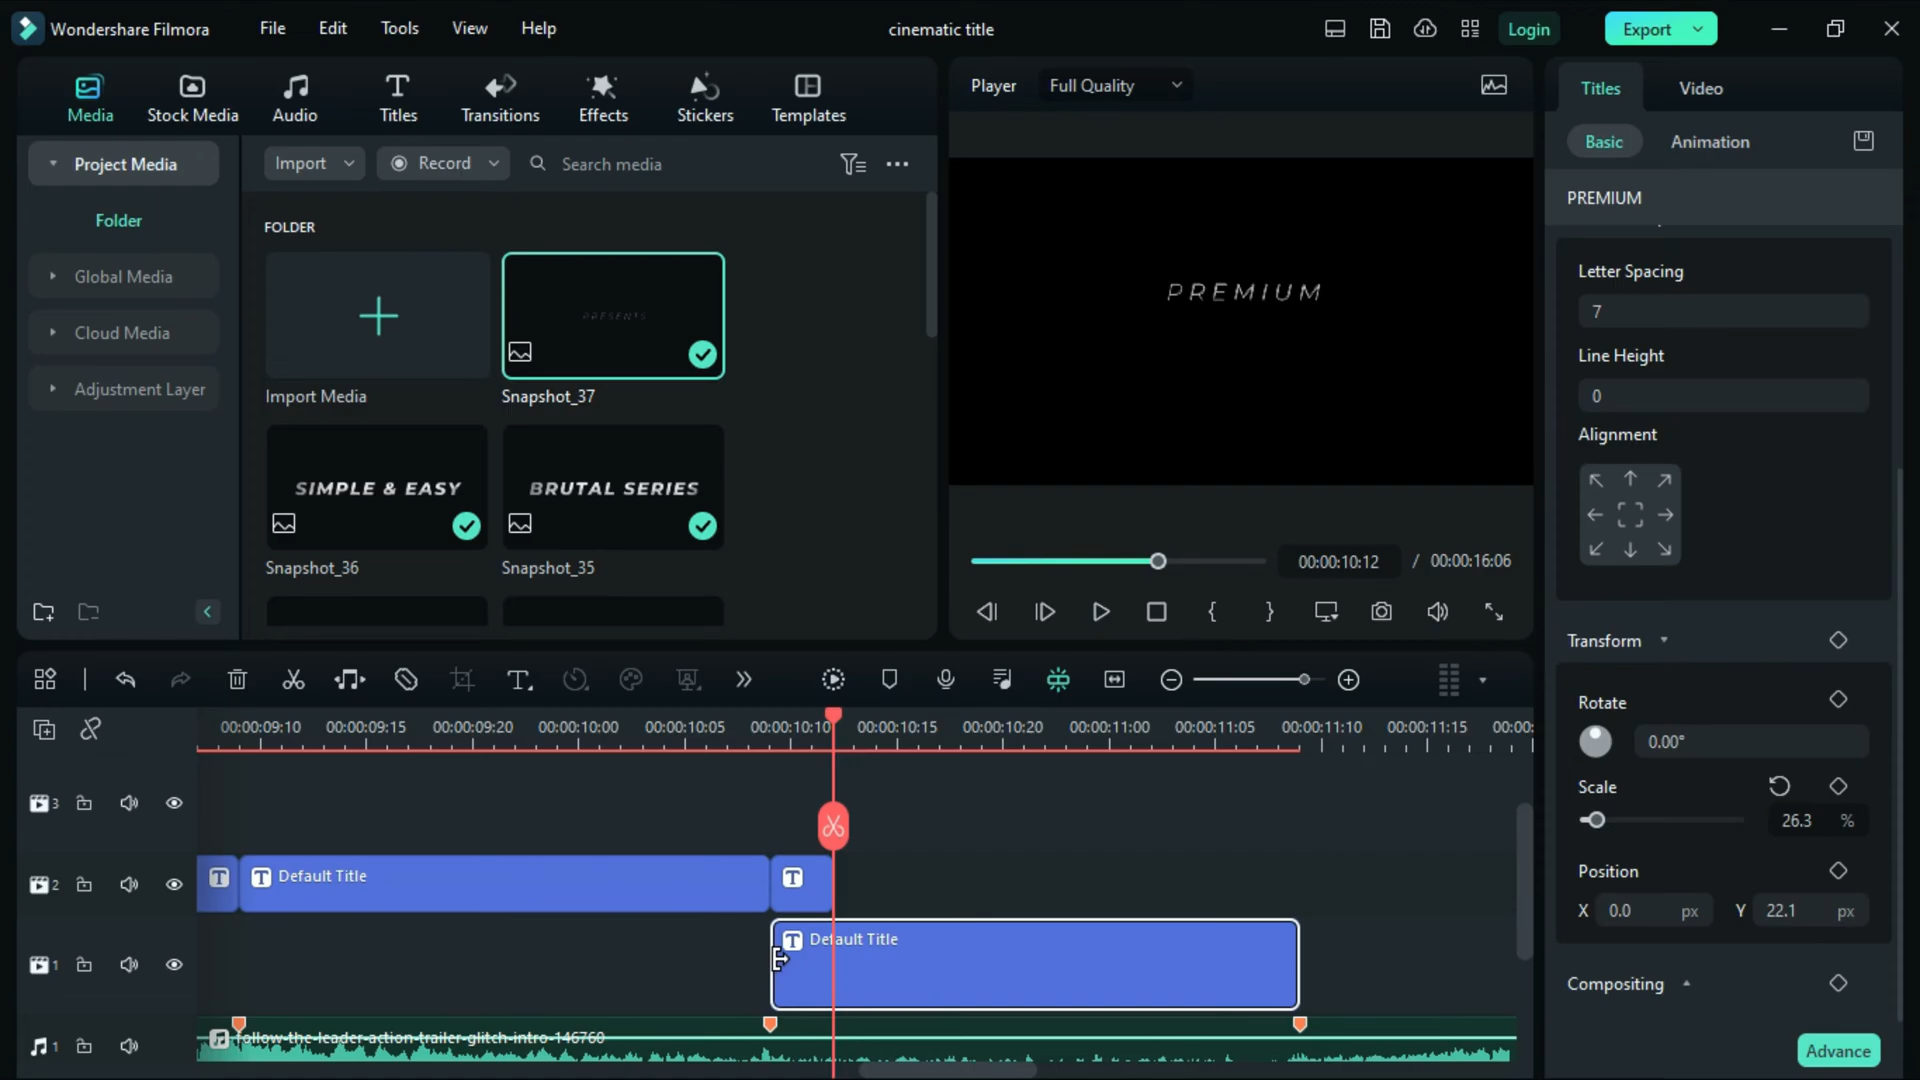 Wondershare Filmora
File
Edit
Tools
View
Help
cinematic title
Login
Export
Media
Stock Media
Audio
Titles
Transitions
Effects
Stickers
Templates
Player
Full Quality
Titles
Video
Basic
Animation
Project Media
Import
Record
Search media
Folder
Global Media
Cloud Media
Adjustment Layer
FOLDER
PRESENTS
Import Media
Snapshot_37
SIMPLE & EASY
BRUTAL SERIES
Snapshot_36
Snapshot_35
PREMIUM
00:00:10:12 / 00:00:16:06
PREMIUM
Letter Spacing
7
Line Height
0
Alignment
Transform
Rotate
0.00°
Scale
26.3 %
Position
X 0.0 px Y 22.1 px
Compositing
Advance
00:00:09:10 00:00:09:15 00:00:09:20 00:00:10:00 00:00:10:05 00:00:10:10 00:00:10:15 00:00:10:20 00:00:11:00 00:00:11:05 00:00:11:10 00:00:11:15 00:00:
3
2
T
T Default Title
T
1
T Default Title
1
follow-the-leader-action-trailer-glitch-intro-146760